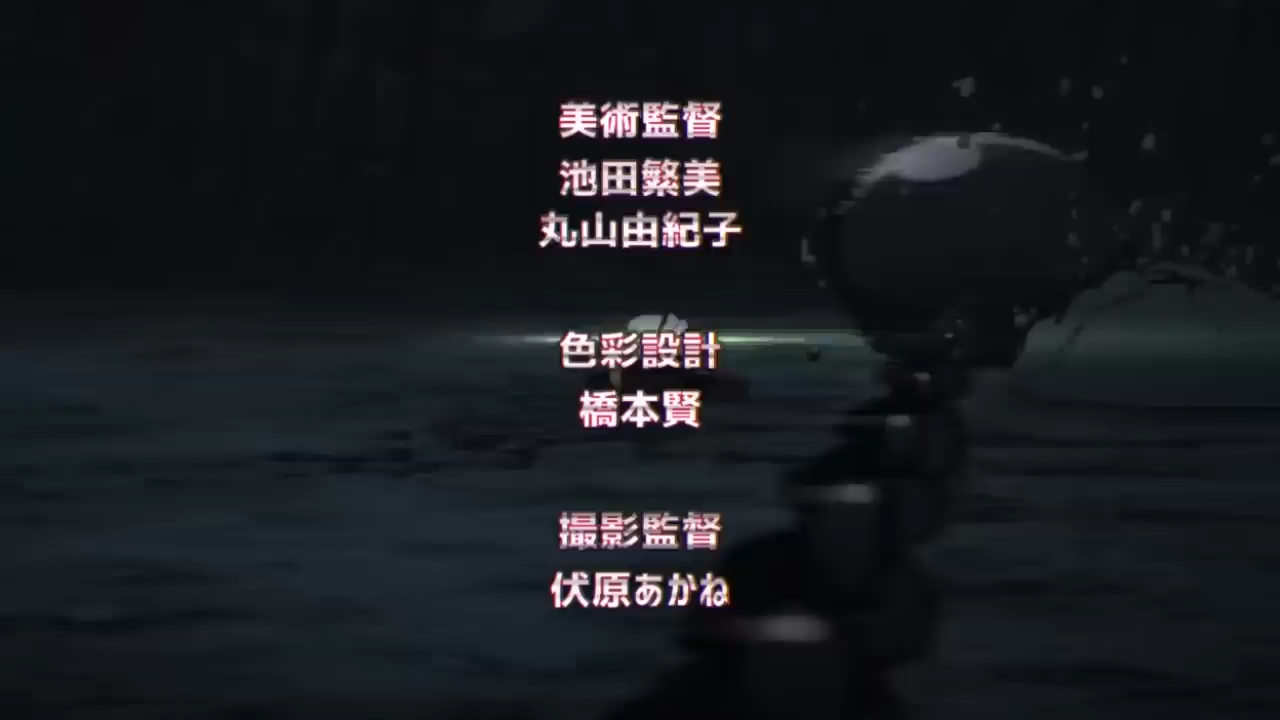 美術監督
池田繁美
丸山由紀子
色彩設計
橋本賢
撮影監督
伏原あかね